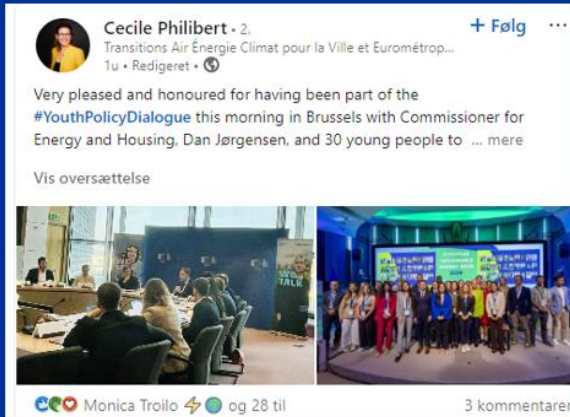 Cecile Philibert • 2.
+ Følg ...
Transitions Air Énergie Climat pour la Ville et Eurométrop...
1u • Redigeret •
Very pleased and honoured for having been part of the
#YouthPolicyDialogue this morning in Brussels with Commissioner for
Energy and Housing, Dan Jørgensen, and 30 young people to ... mere
Vis oversættelse
Monica Troilo og 28 til
3 kommentarer